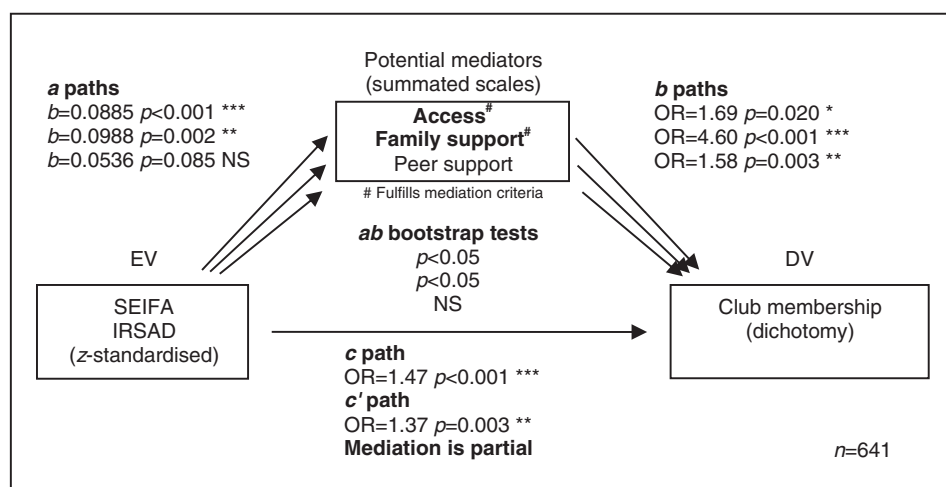 Potential mediators
(summated scales)
a paths
b=0.0885 p<0.001 ***
b=0.0988 p=0.002 **
b=0.0536 p=0.085 NS
Access#
Family support#
Peer support
# Fulfills mediation criteria
b paths
OR=1.69 p=0.020 *
OR=4.60 p<0.001 ***
OR=1.58 p=0.003 **
ab bootstrap tests
p<0.05
p<0.05
NS
EV
SEIFA
IRSAD
(z-standardised)
DV
Club membership
(dichotomy)
c path
OR=1.47 p<0.001 ***
c' path
OR=1.37 p=0.003 **
Mediation is partial
n=641